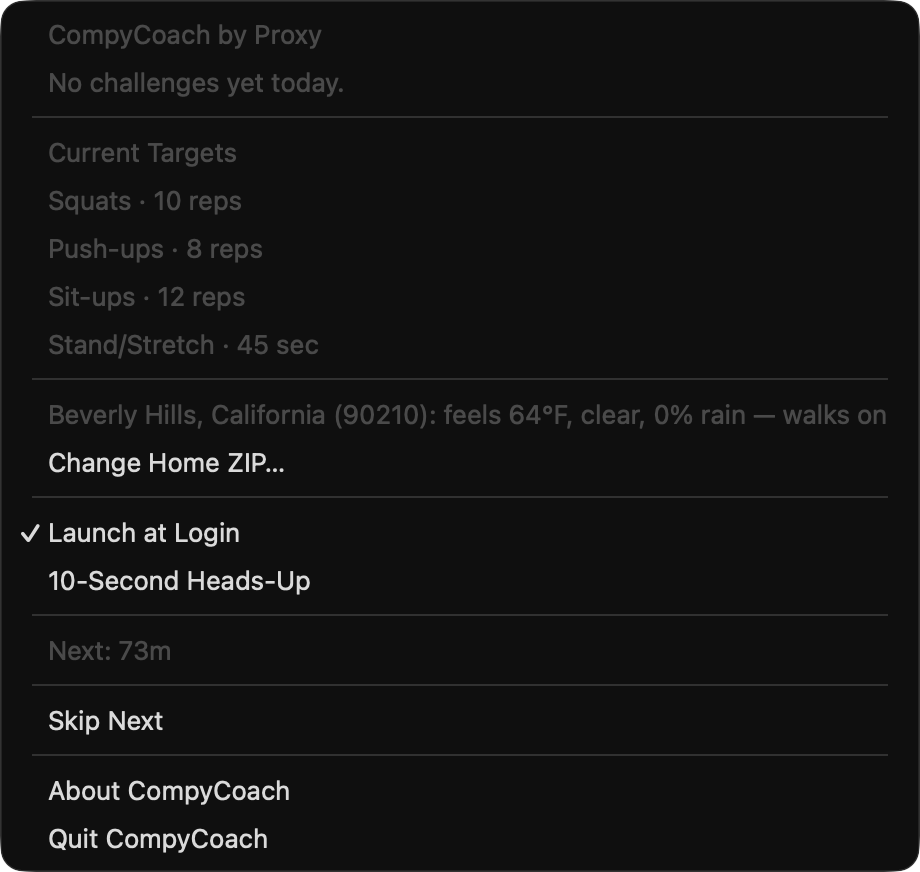 CompyCoach by Proxy
No challenges yet today.
Current Targets
Squats · 10 reps
Push-ups · 8 reps
Sit-ups · 12 reps
Stand/Stretch · 45 sec
Beverly Hills, California (90210): feels 64°F, clear, 0% rain — walks on
Change Home ZIP...
✓ Launch at Login
10-Second Heads-Up
Next: 73m
Skip Next
About CompyCoach
Quit CompyCoach